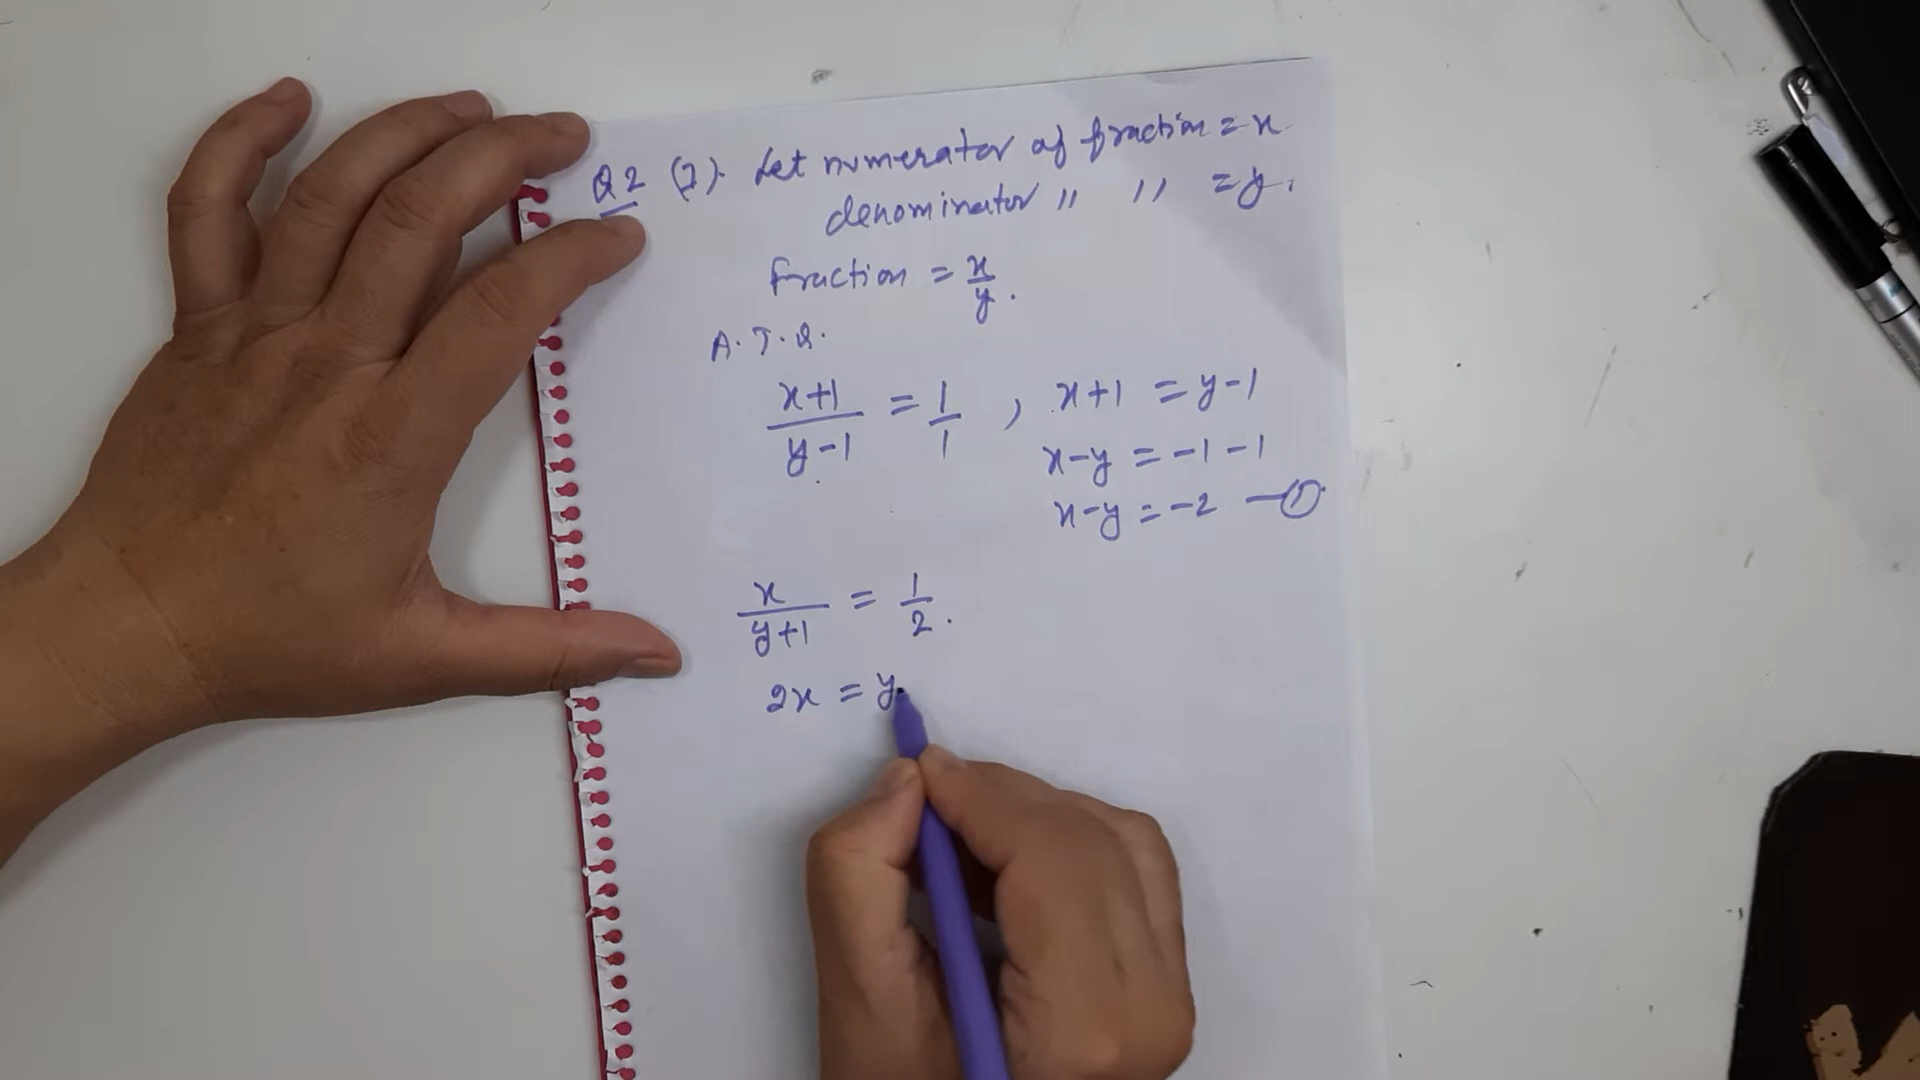 Q2 (I). Let numerator of fraction = x
denominator " " = y.
Fraction = x/y.
A.T.Q.
(x+1)/(y-1) = 1/1 , x+1 = y-1
x-y = -1-1
x-y = -2 —①
x/(y+1) = 1/2.
2x = y